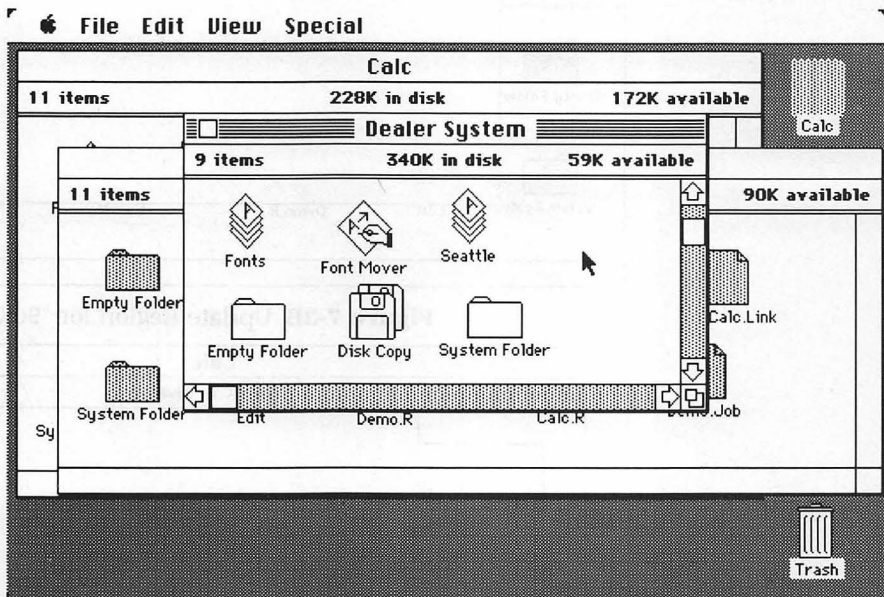 File Edit View Special
Calc
11 items 228K in disk 172K available
Calc
Dealer System
9 items 340K in disk 59K available
11 items
90K available
Fonts
Font Mover
Seattle
Empty Folder
Empty Folder
Disk Copy
System Folder
Calc.Link
System Folder
Edit
Demo.R
Calc.R
Sy
Trash